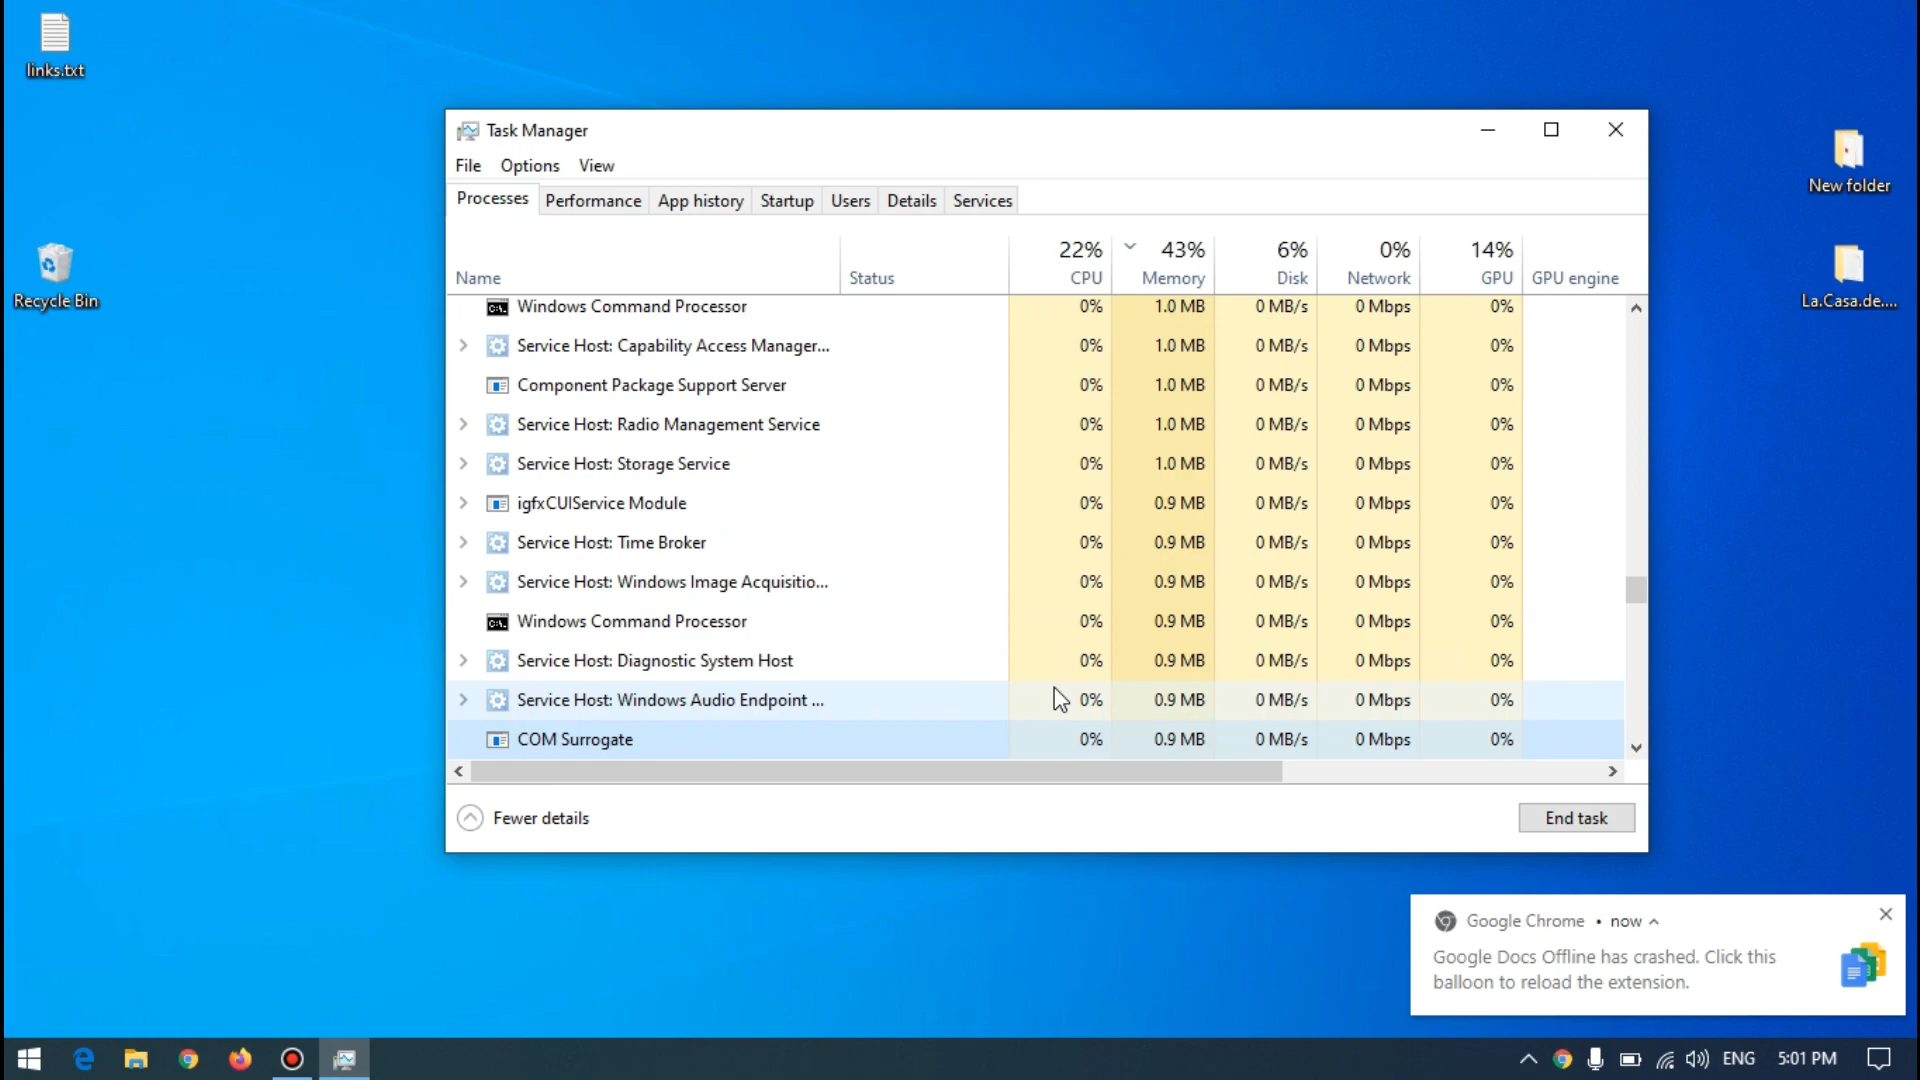 links.txt
Recycle Bin
New folder
La.Casa.de....
Task Manager
File Options View
Processes Performance App history Startup Users Details Services
22% 43% 6% 0% 14%
Name Status CPU Memory Disk Network GPU GPU engine
Windows Command Processor 0% 1.0 MB 0 MB/s 0 Mbps 0%
Service Host: Capability Access Manager... 0% 1.0 MB 0 MB/s 0 Mbps 0%
Component Package Support Server 0% 1.0 MB 0 MB/s 0 Mbps 0%
Service Host: Radio Management Service 0% 1.0 MB 0 MB/s 0 Mbps 0%
Service Host: Storage Service 0% 1.0 MB 0 MB/s 0 Mbps 0%
igfxCUIService Module 0% 0.9 MB 0 MB/s 0 Mbps 0%
Service Host: Time Broker 0% 0.9 MB 0 MB/s 0 Mbps 0%
Service Host: Windows Image Acquisitio... 0% 0.9 MB 0 MB/s 0 Mbps 0%
Windows Command Processor 0% 0.9 MB 0 MB/s 0 Mbps 0%
Service Host: Diagnostic System Host 0% 0.9 MB 0 MB/s 0 Mbps 0%
Service Host: Windows Audio Endpoint ... 0% 0.9 MB 0 MB/s 0 Mbps 0%
COM Surrogate 0% 0.9 MB 0 MB/s 0 Mbps 0%
Fewer details
End task
Google Chrome • now
Google Docs Offline has crashed. Click this
balloon to reload the extension.
ENG 5:01 PM